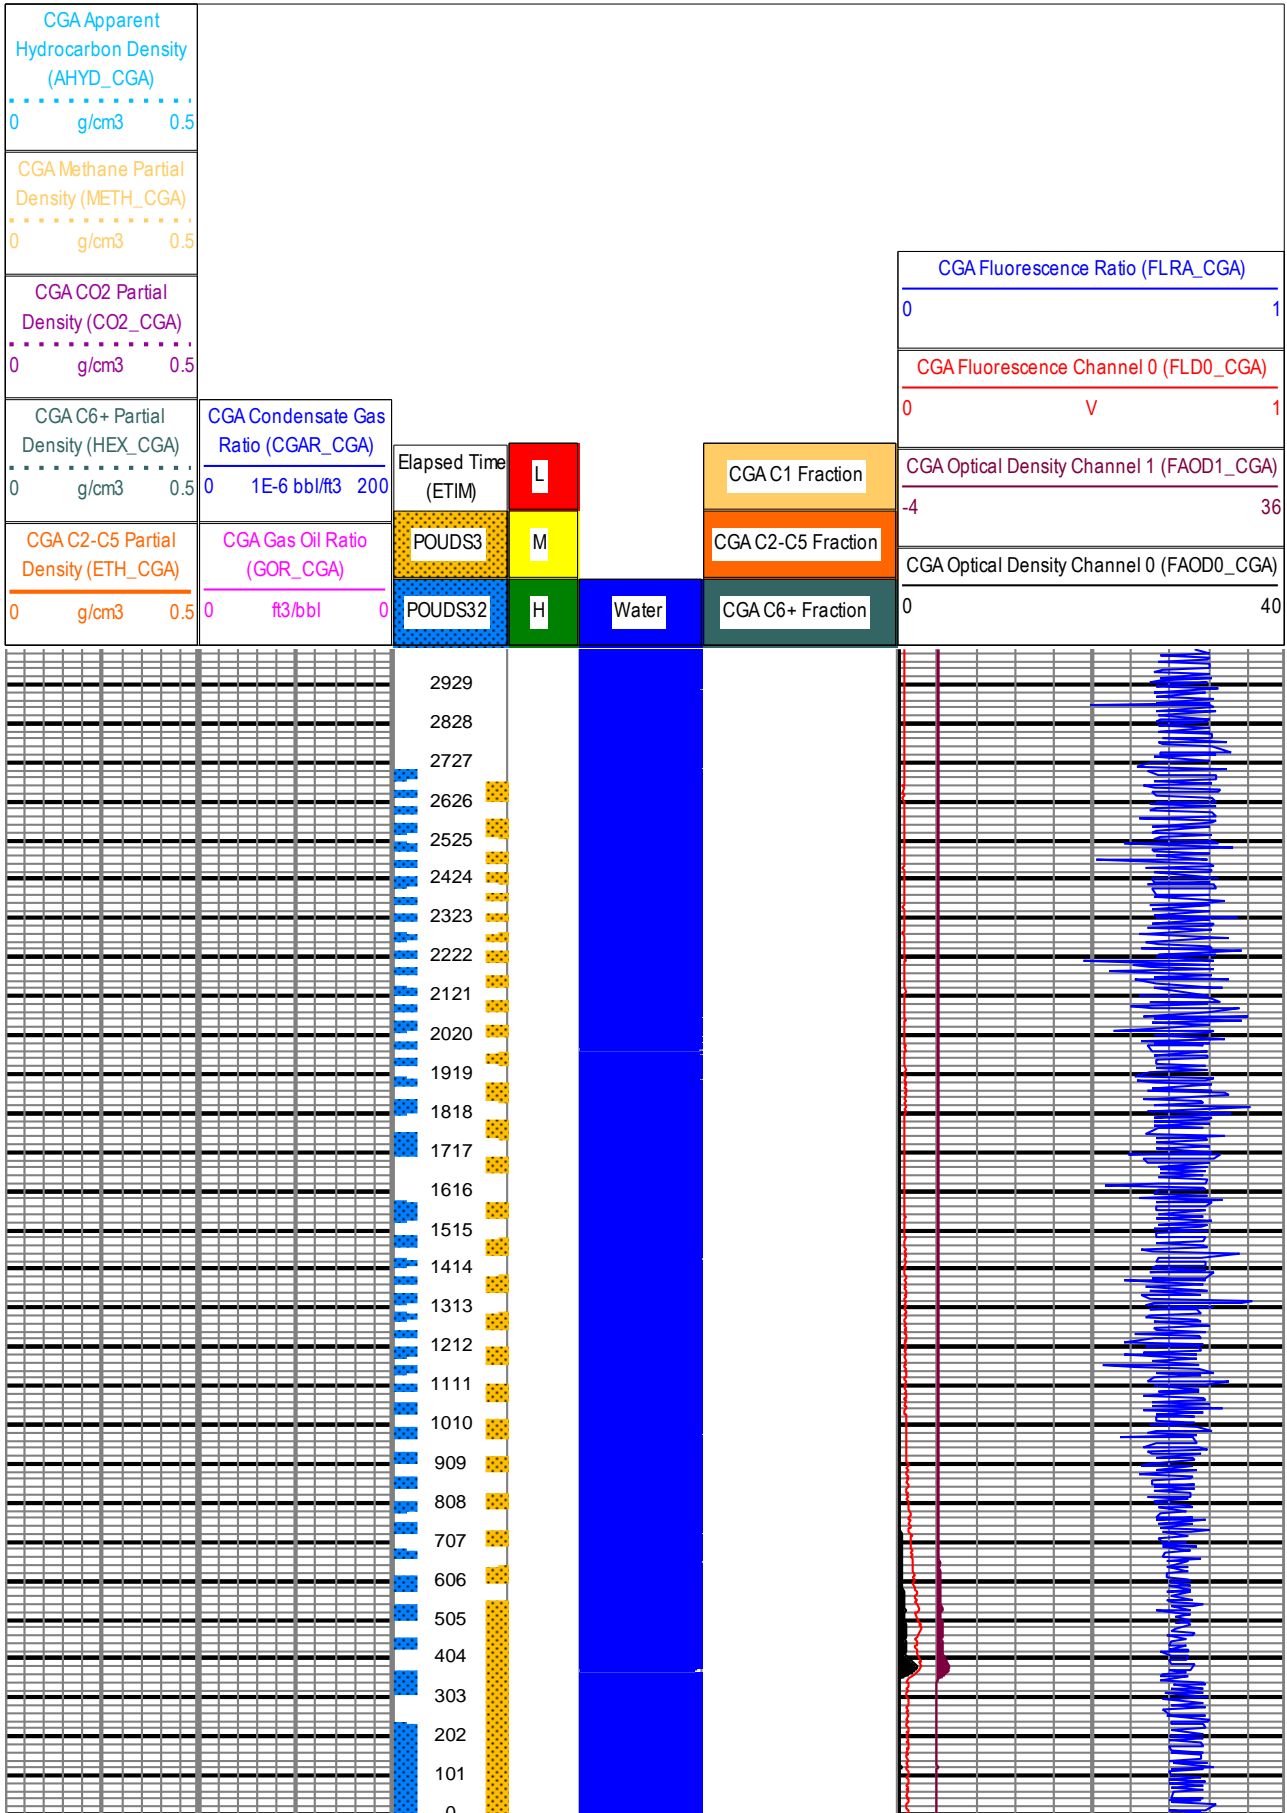 CGA Apparent
Hydrocarbon Density
(AHYD_CGA)
0 g/cm3 0.5
CGA Methane Partial
Density (METH_CGA)
0 g/cm3 0.5
CGA CO2 Partial
Density (CO2_CGA)
0 g/cm3 0.5
CGA C6+ Partial
Density (HEX_CGA)
0 g/cm3 0.5
CGA C2-C5 Partial
Density (ETH_CGA)
0 g/cm3 0.5
CGA Condensate Gas
Ratio (CGAR_CGA)
0 1E-6 bbl/ft3 200
CGA Gas Oil Ratio
(GOR_CGA)
0 ft3/bbl 0
Elapsed Time
(ETIM)
POUDS3
POUDS32
L
M
H
Water
CGA C1 Fraction
CGA C2-C5 Fraction
CGA C6+ Fraction
CGA Fluorescence Ratio (FLRA_CGA)
0 1
CGA Fluorescence Channel 0 (FLD0_CGA)
0 V 1
CGA Optical Density Channel 1 (FAOD1_CGA)
-4 36
CGA Optical Density Channel 0 (FAOD0_CGA)
0 40
2929
2828
2727
2626
2525
2424
2323
2222
2121
2020
1919
1818
1717
1616
1515
1414
1313
1212
1111
1010
909
808
707
606
505
404
303
202
101
0